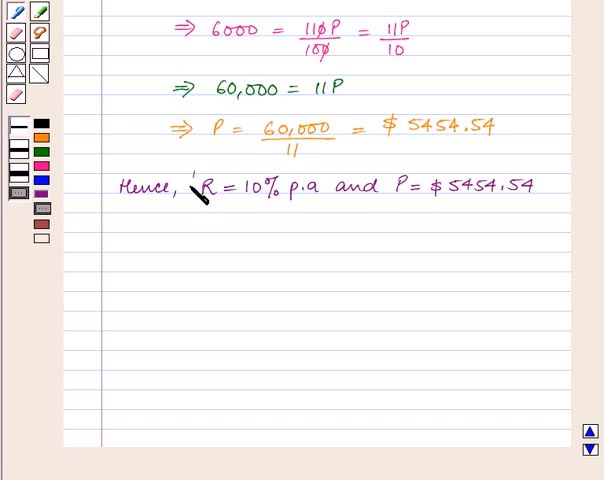 ⇒ 6000 = 110P/100 = 11P/10
⇒ 60,000 = 11P
⇒ P = 60,000/11 = $ 5454.54
Hence, R = 10% p.a and P = $ 5454.54